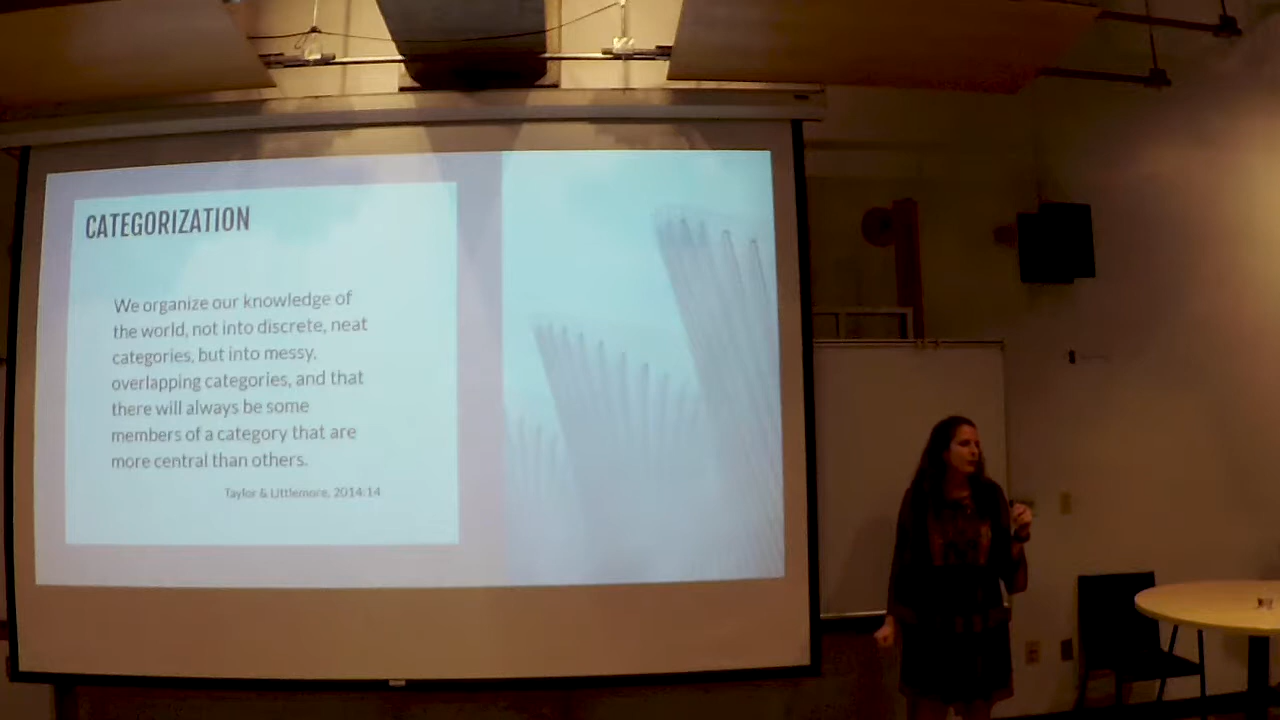 CATEGORIZATION
We organize our knowledge of
the world, not into discrete, neat
categories, but into messy,
overlapping categories, and that
there will always be some
members of a category that are
more central than others.
Taylor & Littlemore, 2014:14